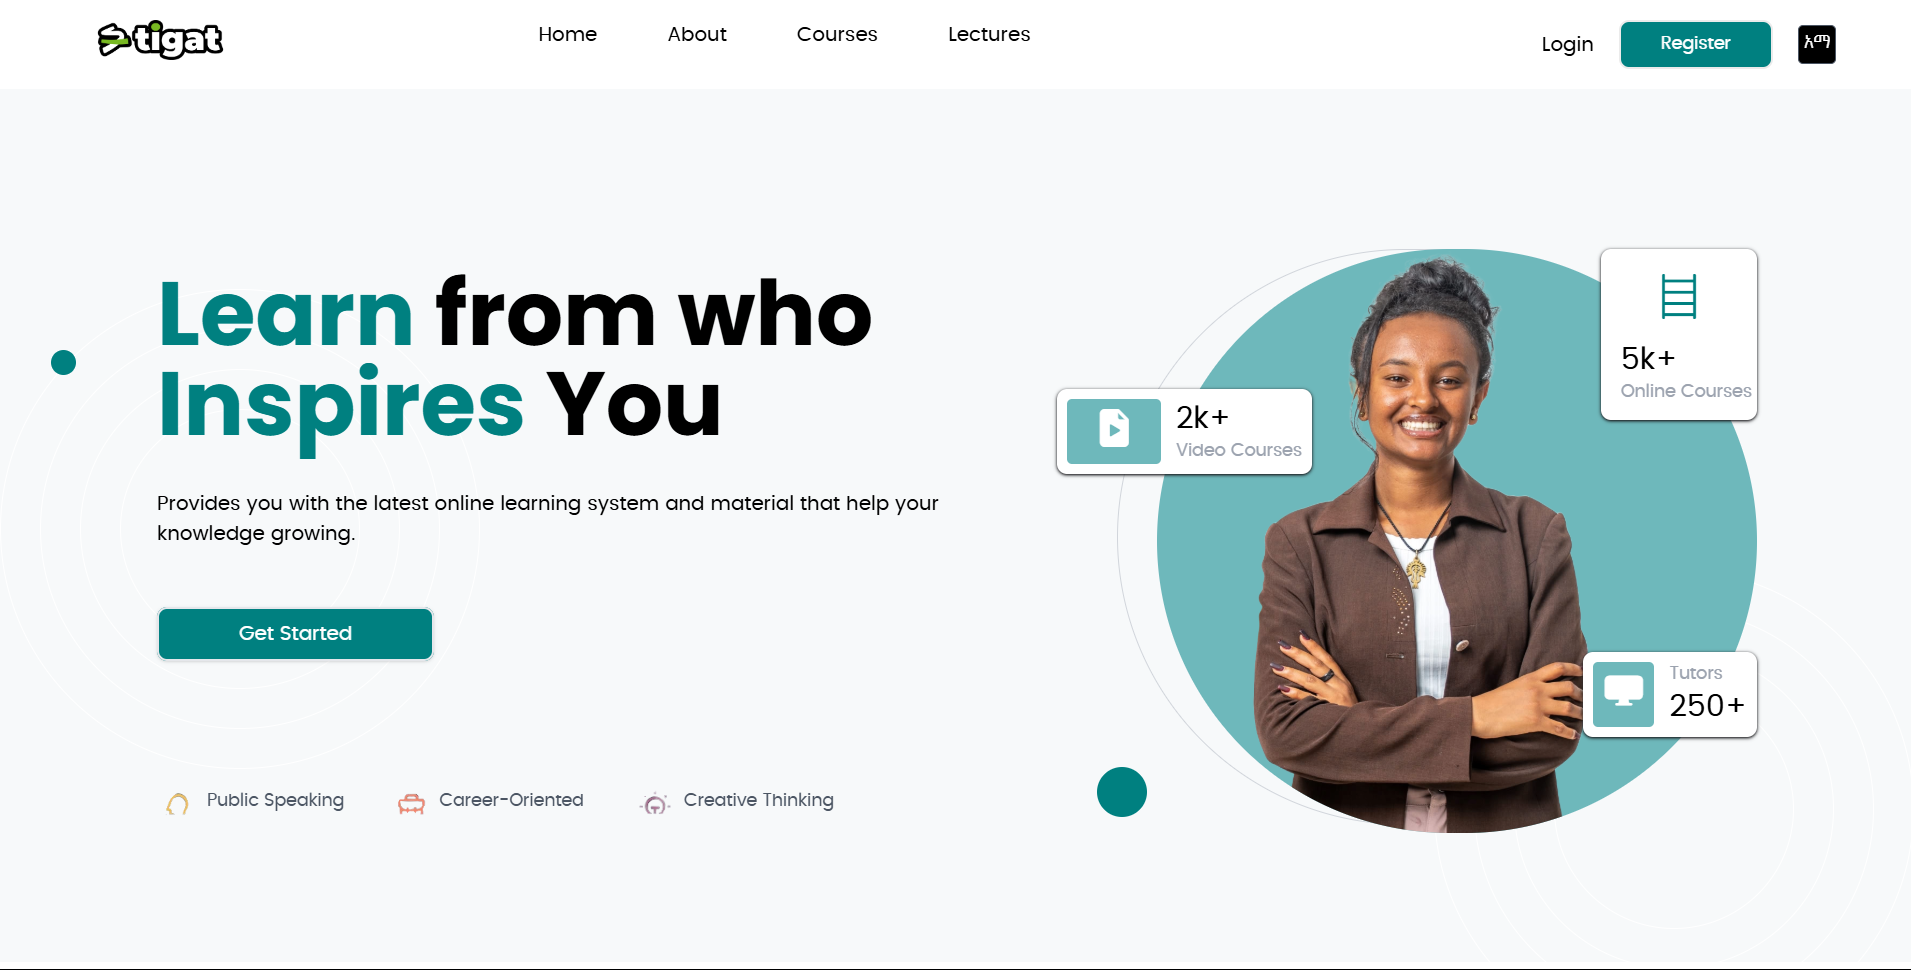 tigat
Home
About
Courses
Lectures
Login
Register
አማ
Learn from who
Inspires You
Provides you with the latest online learning system and material that help your
knowledge growing.
Get Started
Public Speaking
Career-Oriented
Creative Thinking
5k+
Online Courses
2k+
Video Courses
Tutors
250+